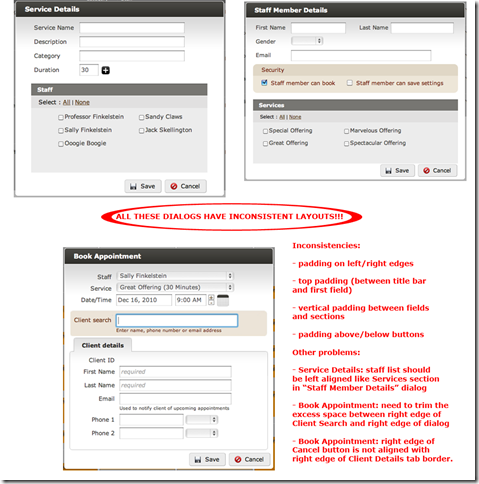 Service Details
Service Name
Description
Category
Duration 30
Staff
Select : All | None
Professor Finkelstein Sandy Claws
Sally Finkelstein Jack Skellington
Ooogie Boogie
Save Cancel
Staff Member Details
First Name Last Name
Gender
Email
Security
Staff member can book Staff member can save settings
Services
Select : All | None
Special Offering Marvelous Offering
Great Offering Spectacular Offering
Save Cancel
ALL THESE DIALOGS HAVE INCONSISTENT LAYOUTS!!!
Book Appointment
Staff Sally Finkelstein
Service Great Offering (30 Minutes)
Date/Time Dec 16, 2010 9:00 AM
Client search
Enter name, phone number or email address
Client details
Client ID
First Name required
Last Name required
Email
Used to notify client of upcoming appointments
Phone 1
Phone 2
Save Cancel
Inconsistencies:
- padding on left/right edges
- top padding (between title bar
and first field)
- vertical padding between fields
and sections
- padding above/below buttons
Other problems:
- Service Details: staff list should
be left aligned like Services section
in "Staff Member Details" dialog
- Book Appointment: need to trim the
excess space between right edge of
Client Search and right edge of dialog
- Book Appointment: right edge of
Cancel button is not aligned with
right edge of Client Details tab border.